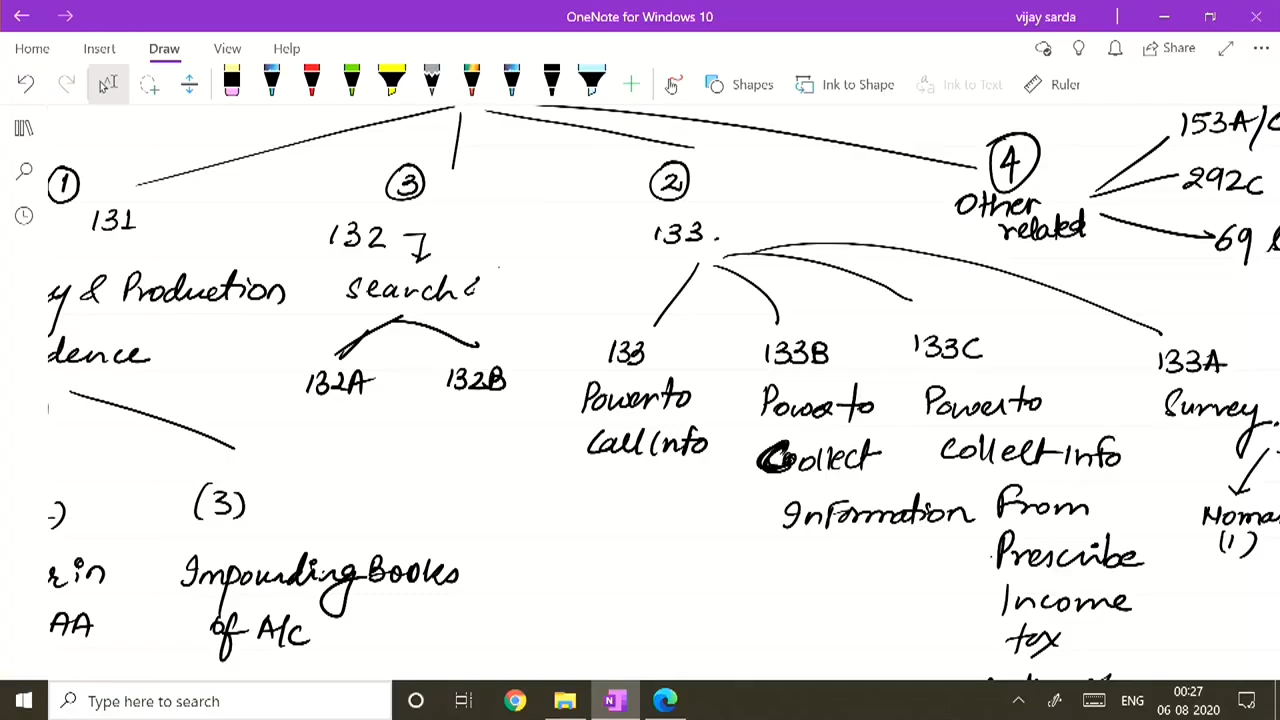 OneNote for Windows 10
vijay sarda
Home Insert Draw View Help
Share
Shapes
Ink to Shape
Ink to Text
Ruler
1
131
y & Production
dence
(3)
Impounding Books
of A/C
)
r in
AA
3
132
Search &
132A 132B
2
133.
133
Power to
Call Info
133B
Power to
Collect
Information
133C
Power to
Collect Info
From
Prescribe
Income
tax
133A
Survey.
(1)
4
Other
related
153A/
292C
69
Type here to search
ENG
00:27
06-08-2020